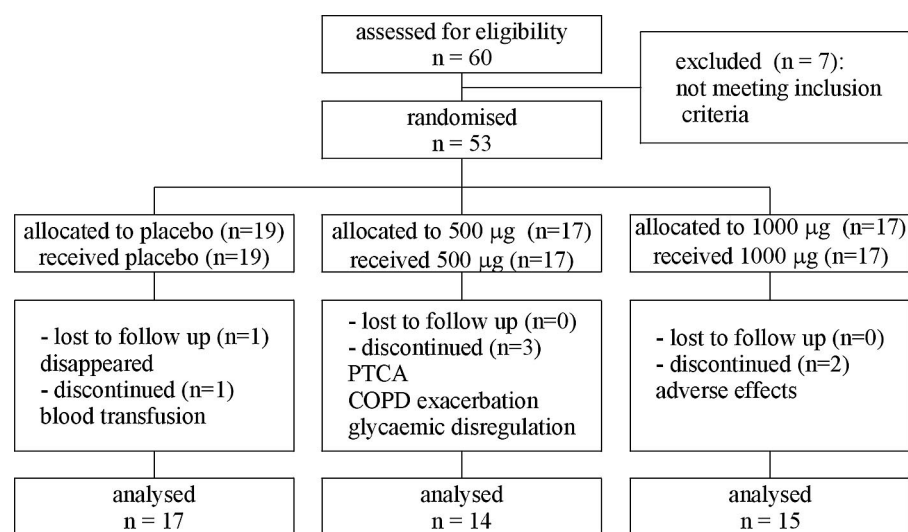 assessed for eligibility
n = 60
excluded (n = 7):
not meeting inclusion
criteria
randomised
n = 53
allocated to placebo (n=19)
received placebo (n=19)
allocated to 500 µg (n=17)
received 500 µg (n=17)
allocated to 1000 µg (n=17)
received 1000 µg (n=17)
- lost to follow up (n=1)
disappeared
- discontinued (n=1)
blood transfusion
- lost to follow up (n=0)
- discontinued (n=3)
PTCA
COPD exacerbation
glycaemic disregulation
- lost to follow up (n=0)
- discontinued (n=2)
adverse effects
analysed
n = 17
analysed
n = 14
analysed
n = 15